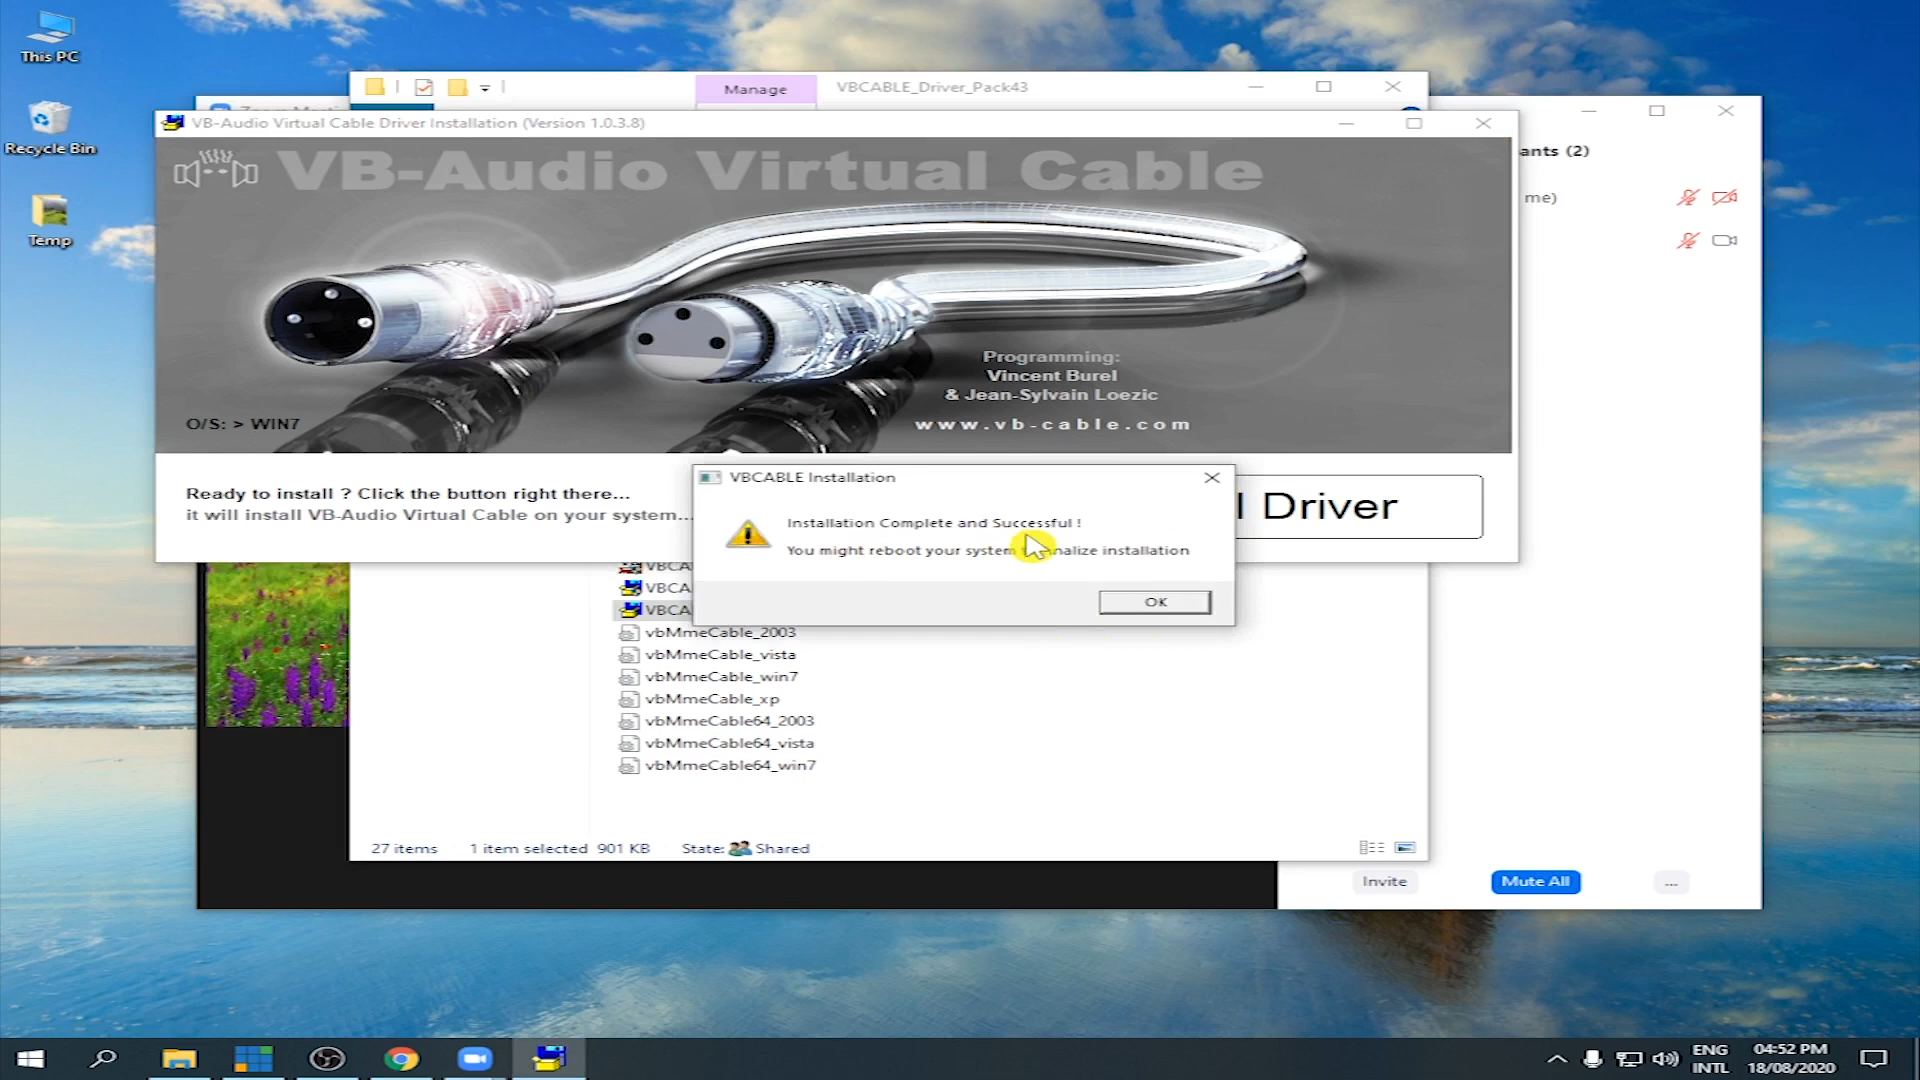 This PC
Recycle Bin
Temp
Manage
VBCABLE_Driver_Pack43
VB-Audio Virtual Cable Driver Installation (Version 1.0.3.8)
VB-Audio Virtual Cable
Programming:
Vincent Burel
& Jean-Sylvain Loezic
www.vb-cable.com
O/S: > WIN7
Ready to install ? Click the button right there...
it will install VB-Audio Virtual Cable on your system...
Driver
VBCABLE Installation
Installation Complete and Successful !
You might reboot your system installation
OK
ants (2)
me)
VBCA
VBCA
VBCA
vbMmeCable_2003
vbMmeCable_vista
vbMmeCable_win7
vbMmeCable_xp
vbMmeCable64_2003
vbMmeCable64_vista
vbMmeCable64_win7
27 items 1 item selected 901 KB State: Shared
Invite
Mute All
...
ENG
INTL
04:52 PM
18/08/2020